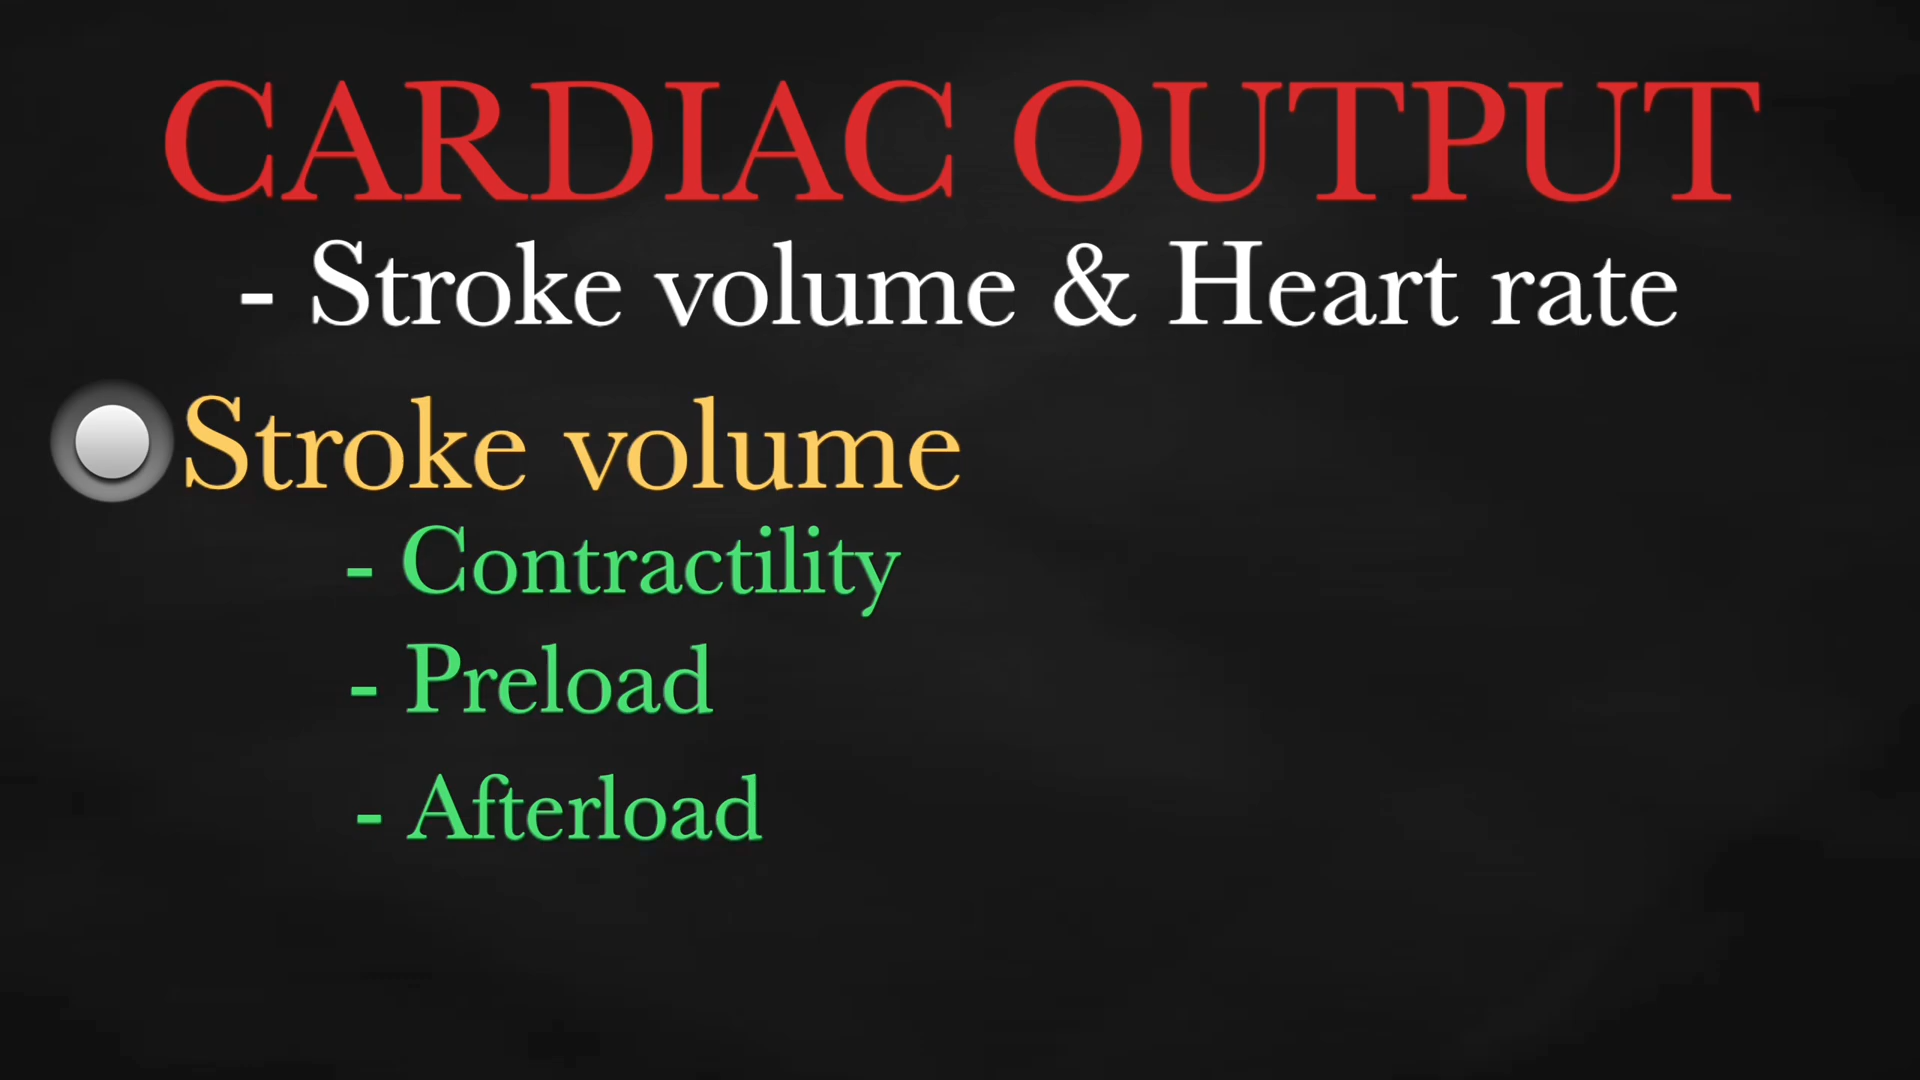 CARDIAC OUTPUT
- Stroke volume & Heart rate
Stroke volume
- Contractility
- Preload
- Afterload